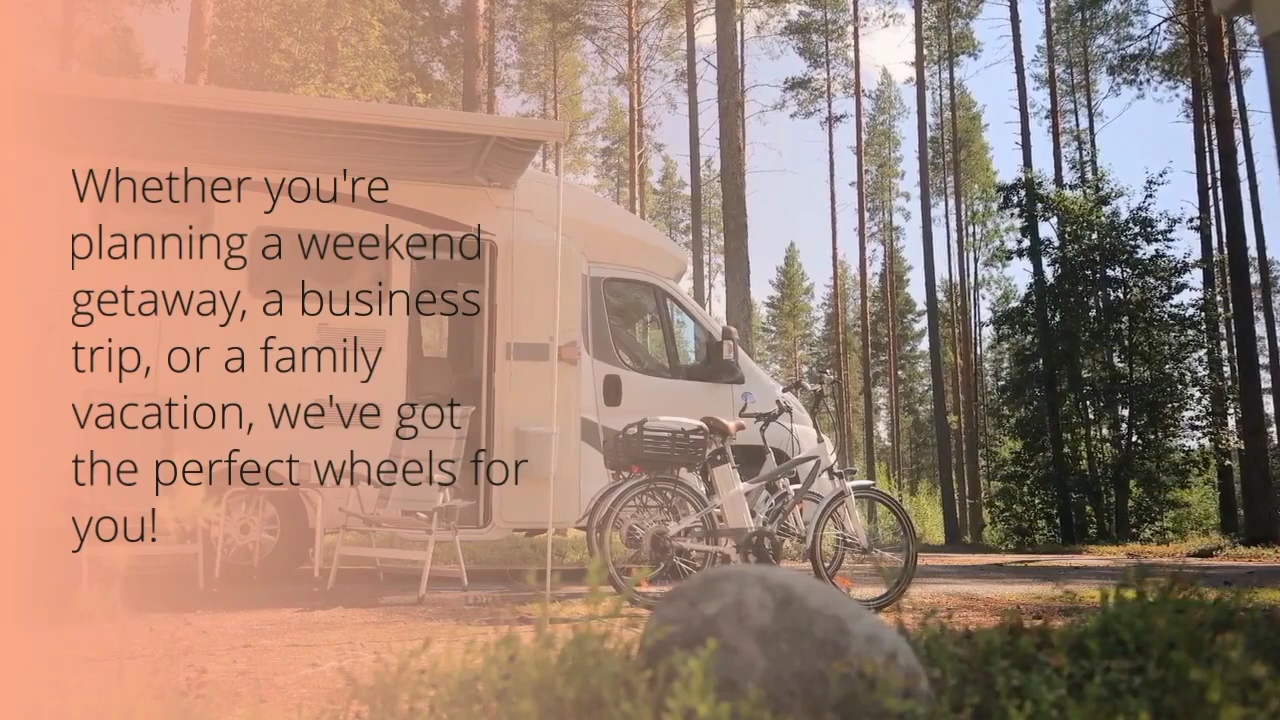 Whether you're
planning a weekend
getaway, a business
trip, or a family
vacation, we've got
the perfect wheels for
you!